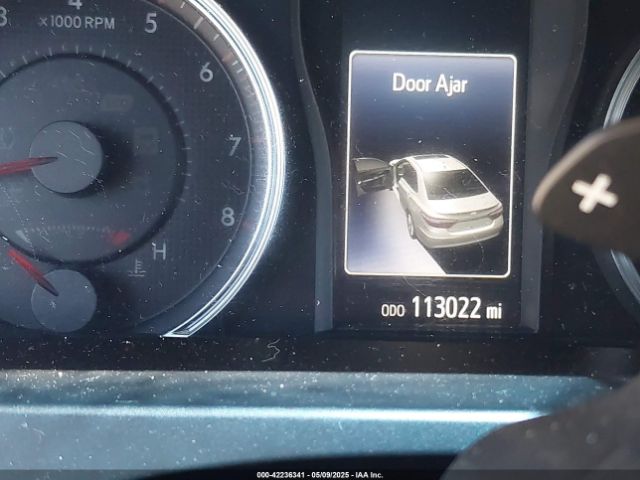 3
4
5
x1000 RPM
6
7
8
H
Door Ajar
ODO 113022 mi
+
000-42236341 - 05/09/2025 - IAA Inc.